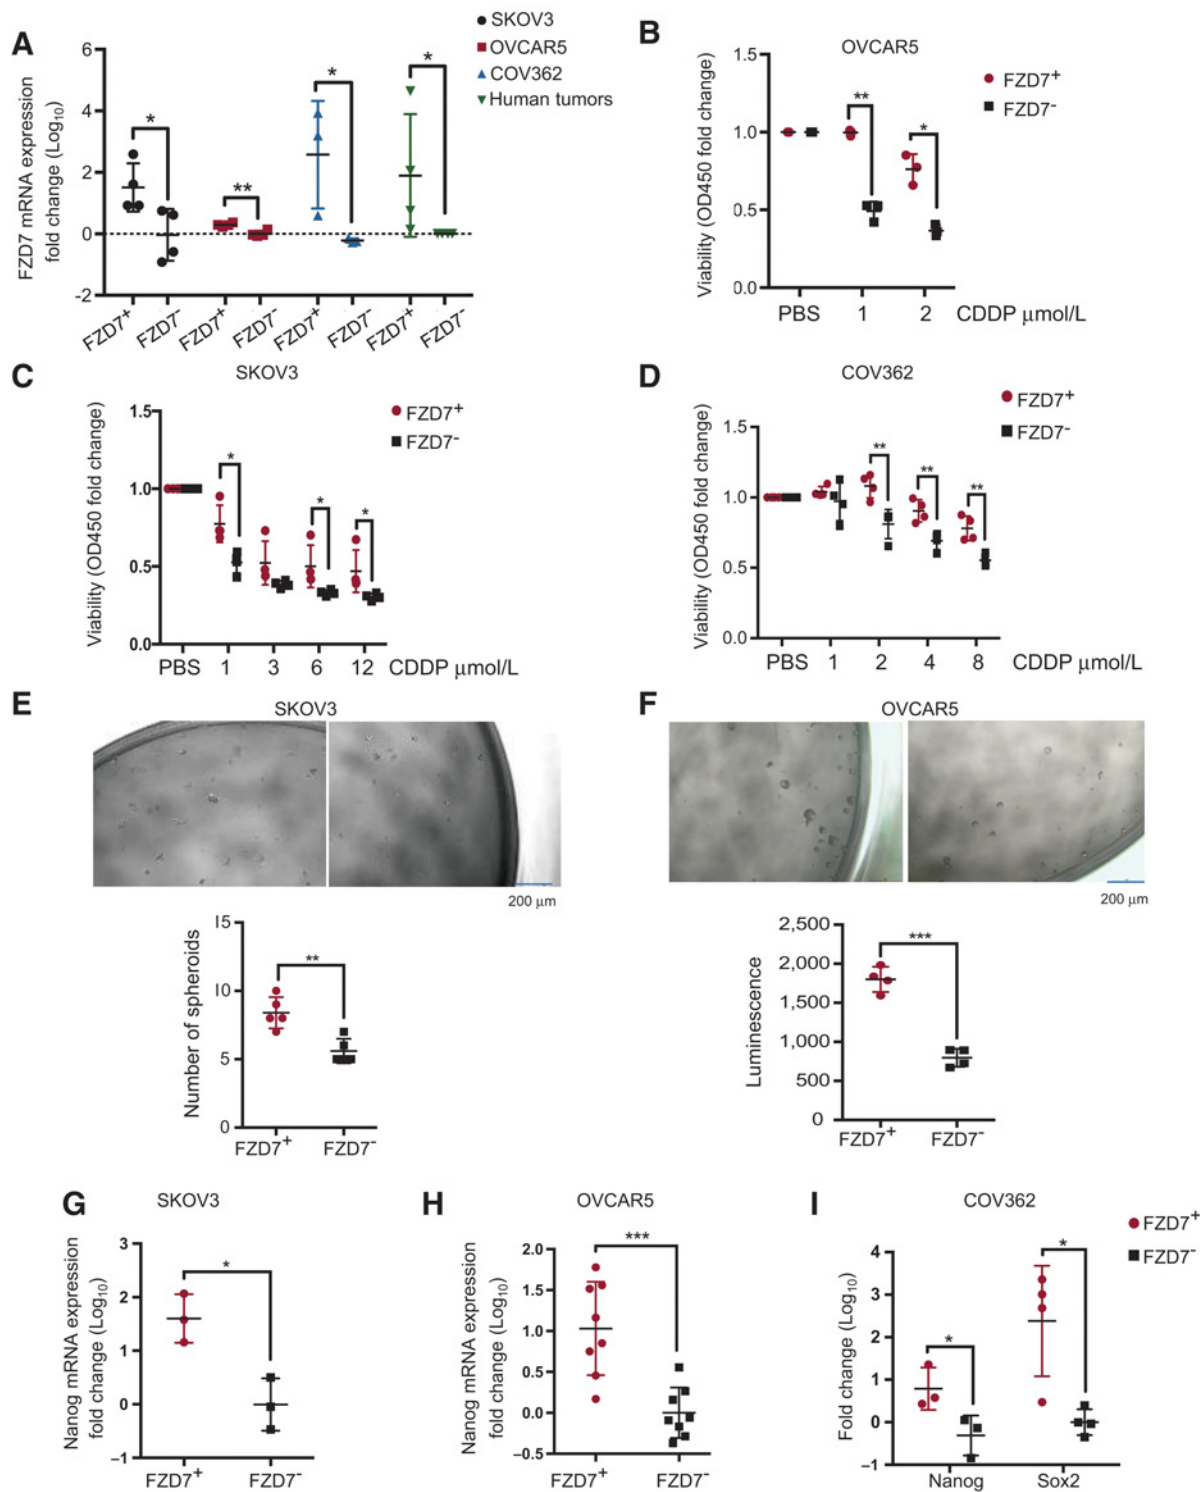 A
SKOV3
OVCAR5
COV362
Human tumors
FZD7 mRNA expression
fold change (Log10)
6
4
2
0
-2
*
**
*
*
FZD7+
FZD7-
FZD7+
FZD7-
FZD7+
FZD7-
FZD7+
FZD7-
B
OVCAR5
FZD7+
FZD7-
Viability (OD450 fold change)
1.5
1.0
0.5
0.0
**
*
PBS 1 2 CDDP μmol/L
C
SKOV3
FZD7+
FZD7-
Viability (OD450 fold change)
1.5
1.0
0.5
0.0
*
*
*
PBS 1 3 6 12 CDDP μmol/L
D
COV362
FZD7+
FZD7-
Viability (OD450 fold change)
1.5
1.0
0.5
0.0
**
**
**
PBS 1 2 4 8 CDDP μmol/L
E
SKOV3
200 μm
Number of spheroids
15
10
5
0
**
FZD7+ FZD7-
F
OVCAR5
200 μm
Luminescence
2,500
2,000
1,500
1,000
500
0
***
FZD7+ FZD7-
G
SKOV3
Nanog mRNA expression
fold change (Log10)
3
2
1
0
–1
*
FZD7+ FZD7-
H
OVCAR5
Nanog mRNA expression
fold change (Log10)
2.0
1.5
1.0
0.5
0.0
–0.5
***
FZD7+ FZD7-
I
COV362
FZD7+
FZD7-
Fold change (Log10)
4
3
2
1
0
–1
*
*
Nanog Sox2